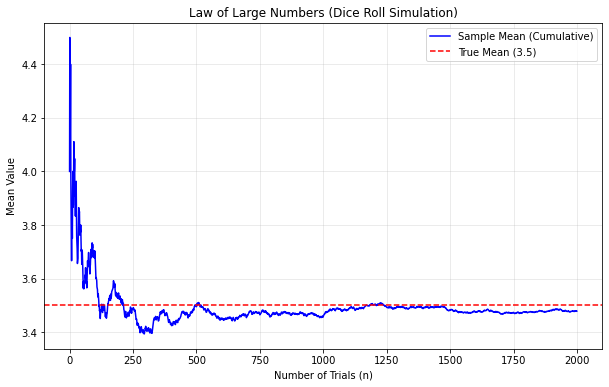 Law of Large Numbers (Dice Roll Simulation)
Sample Mean (Cumulative)
True Mean (3.5)
Mean Value
4.4
4.2
4.0
3.8
3.6
3.4
0 250 500 750 1000 1250 1500 1750 2000
Number of Trials (n)